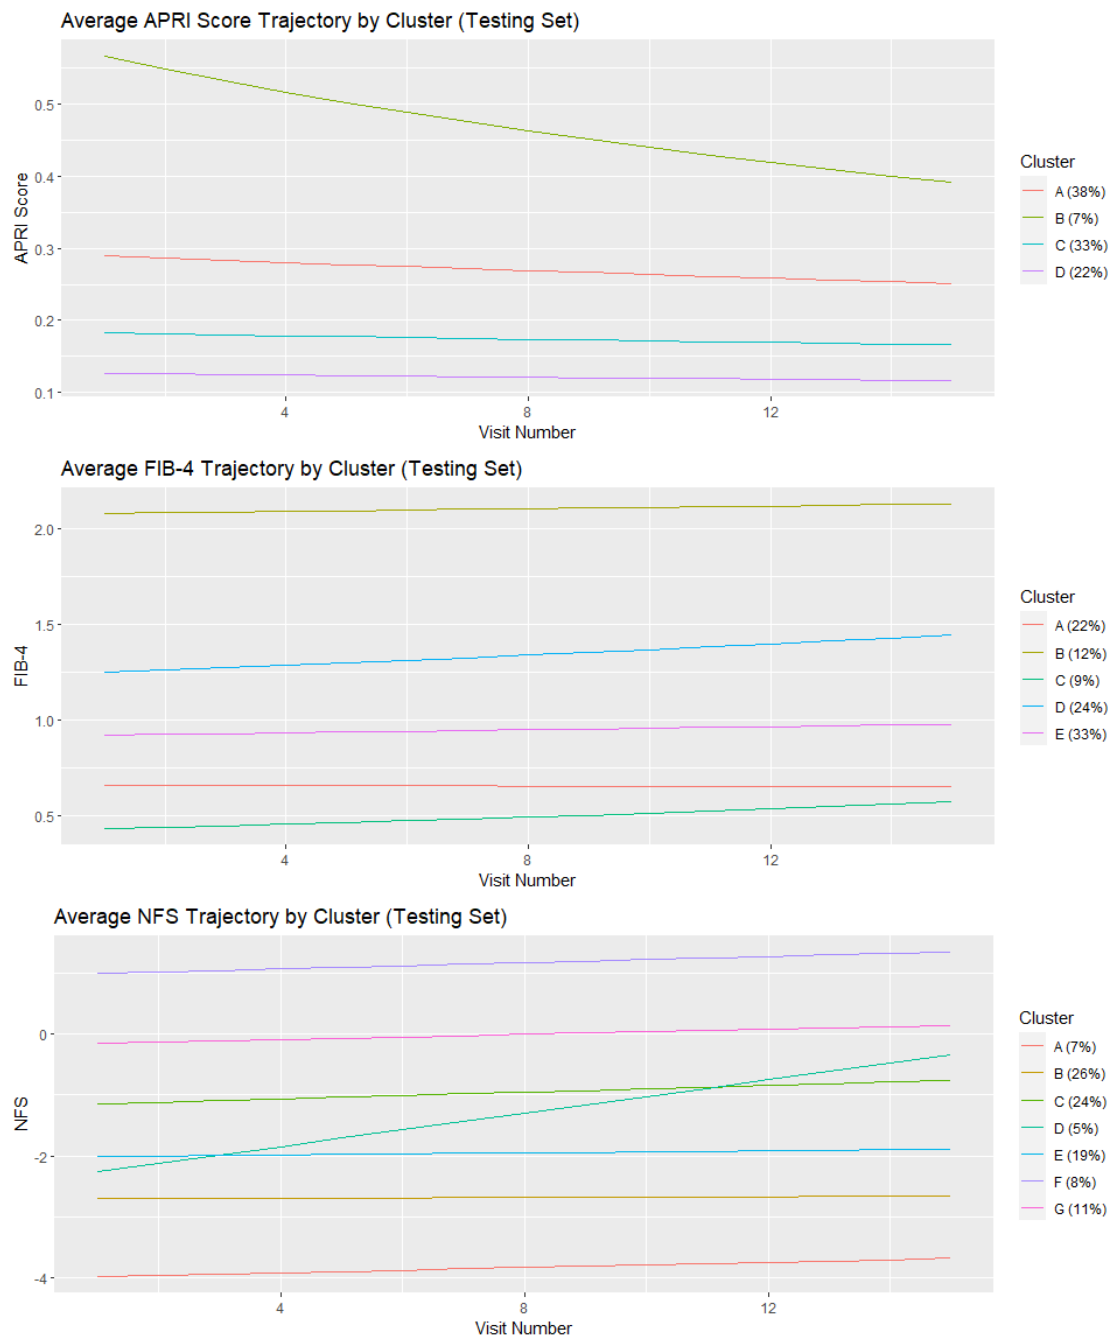 Average APRI Score Trajectory by Cluster (Testing Set)
APRI Score
0.5
0.4
0.3
0.2
0.1
4
8
12
Visit Number
Cluster
A (38%)
B (7%)
C (33%)
D (22%)
Average FIB-4 Trajectory by Cluster (Testing Set)
FIB-4
2.0
1.5
1.0
0.5
4
8
12
Visit Number
Cluster
A (22%)
B (12%)
C (9%)
D (24%)
E (33%)
Average NFS Trajectory by Cluster (Testing Set)
NFS
0
-2
-4
4
8
12
Visit Number
Cluster
A (7%)
B (26%)
C (24%)
D (5%)
E (19%)
F (8%)
G (11%)